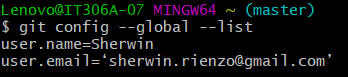 Lenovo@IT306A-07 MINGW64 ~ (master)
$ git config --global --list
user.name=Sherwin
user.email=‘sherwin.rienzo@gmail.com’